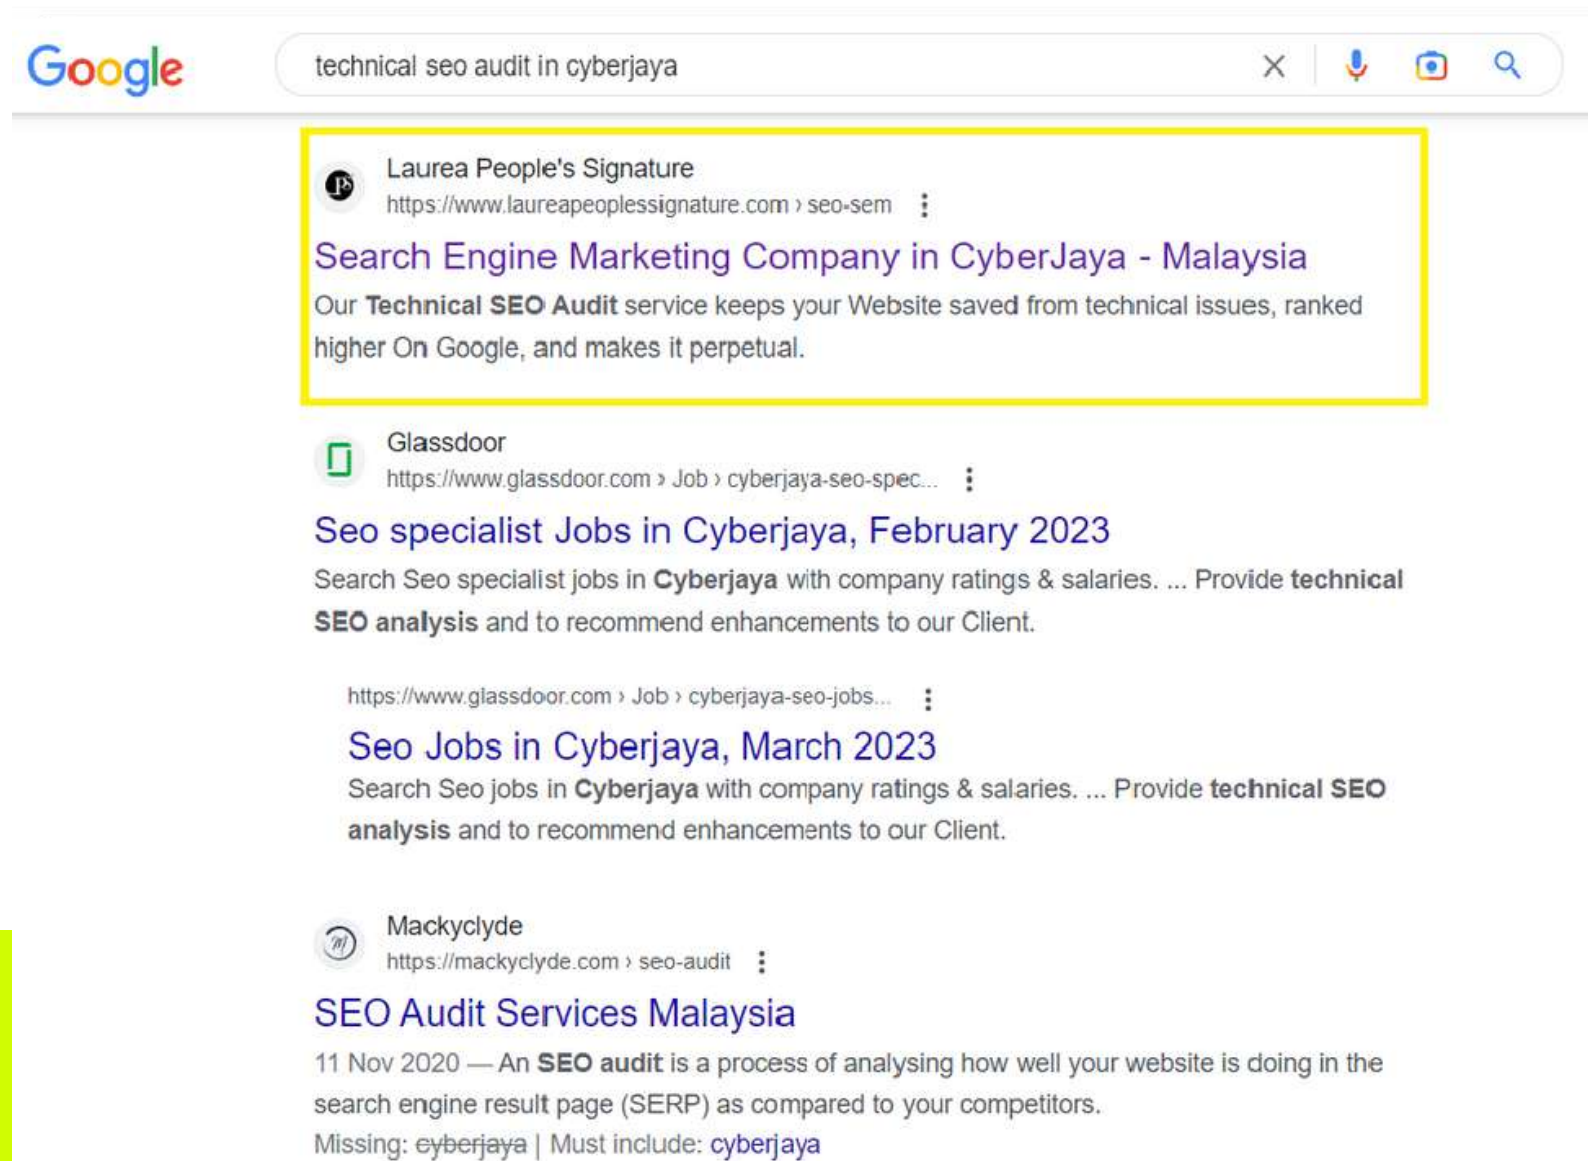 Google
technical seo audit in cyberjaya
Laurea People's Signature
https://www.laureapeoplessignature.com › seo-sem
Search Engine Marketing Company in CyberJaya - Malaysia
Our Technical SEO Audit service keeps your Website saved from technical issues, ranked
higher On Google, and makes it perpetual.
Glassdoor
https://www.glassdoor.com › Job › cyberjaya-seo-spec...
Seo specialist Jobs in Cyberjaya, February 2023
Search Seo specialist jobs in Cyberjaya with company ratings & salaries. ... Provide technical
SEO analysis and to recommend enhancements to our Client.
https://www.glassdoor.com › Job › cyberjaya-seo-jobs...
Seo Jobs in Cyberjaya, March 2023
Search Seo jobs in Cyberjaya with company ratings & salaries. ... Provide technical SEO
analysis and to recommend enhancements to our Client.
Mackyclyde
https://mackyclyde.com › seo-audit
SEO Audit Services Malaysia
11 Nov 2020 — An SEO audit is a process of analysing how well your website is doing in the
search engine result page (SERP) as compared to your competitors.
Missing: cyberjaya | Must include: cyberjaya